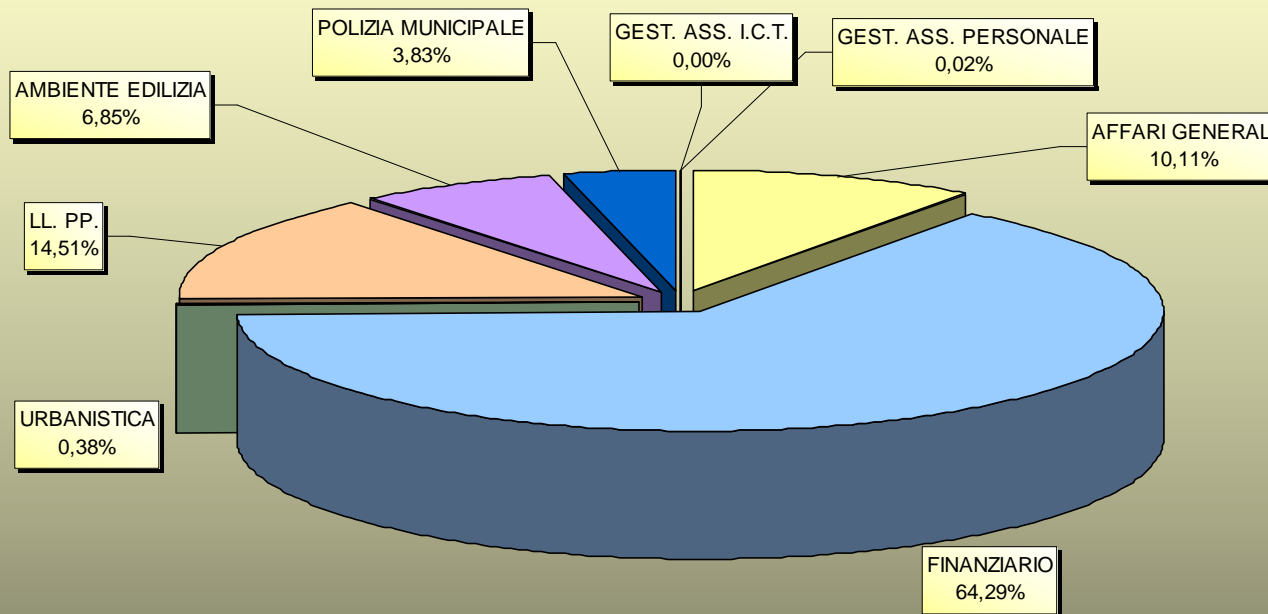 POLIZIA MUNICIPALE
3,83%
GEST. ASS. I.C.T.
0,00%
GEST. ASS. PERSONALE
0,02%
AMBIENTE EDILIZIA
6,85%
AFFARI GENERAL
10,11%
LL. PP.
14,51%
URBANISTICA
0,38%
FINANZIARIO
64,29%